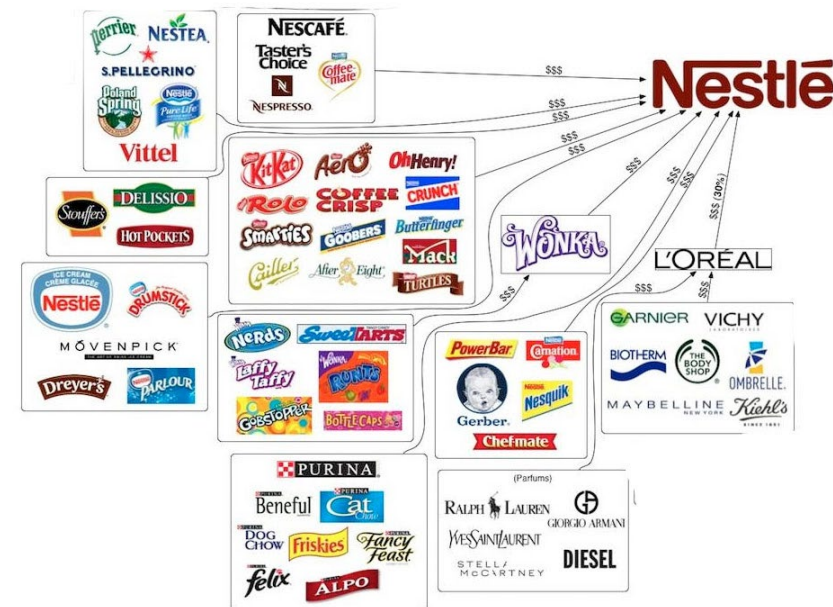 Perrier
NESTEA
S.PELLEGRINO
Poland Spring
Nestlé Pure Life
Vittel
NESCAFÉ
Taster's Choice
Coffee-mate
NESPRESSO
$$$
$$$
$$$
$$$
$$$
$$$
$$$
$$$
$$$ (30%)
Nestlé
Stouffer's
DELISSIO
HOT POCKETS
KitKat
AERO
Oh Henry!
ROLO
COFFEE CRISP
CRUNCH
SMARTIES
GOOBERS
Butterfinger
Mack
Cailler
After Eight
TURTLES
WONKA
$$$
L'ORÉAL
$$$
$$$
ICE CREAM
CRÈME GLACÉE
Nestlé
DRUMSTICK
MÖVENPICK
Dreyer's
PARLOUR
NERDS
SWEETARTS
Laffy Taffy
WONKA
RUNTS
GOBSTOPPER
BOTTLE CAPS
PowerBar
Carnation
Gerber
Nesquik
Chef-mate
GARNIER
VICHY
LABORATOIRES
BIOTHERM
THE BODY SHOP
OMBRELLE
MAYBELLINE
NEW YORK
Kiehl's
SINCE 1851
PURINA
Beneful
PURINA
Cat Chow
DOG CHOW
Friskies
Fancy Feast
felix
ALPO
(Parfums)
RALPH LAUREN
GIORGIO ARMANI
YVESSAINTLAURENT
STELLA McCARTNEY
DIESEL